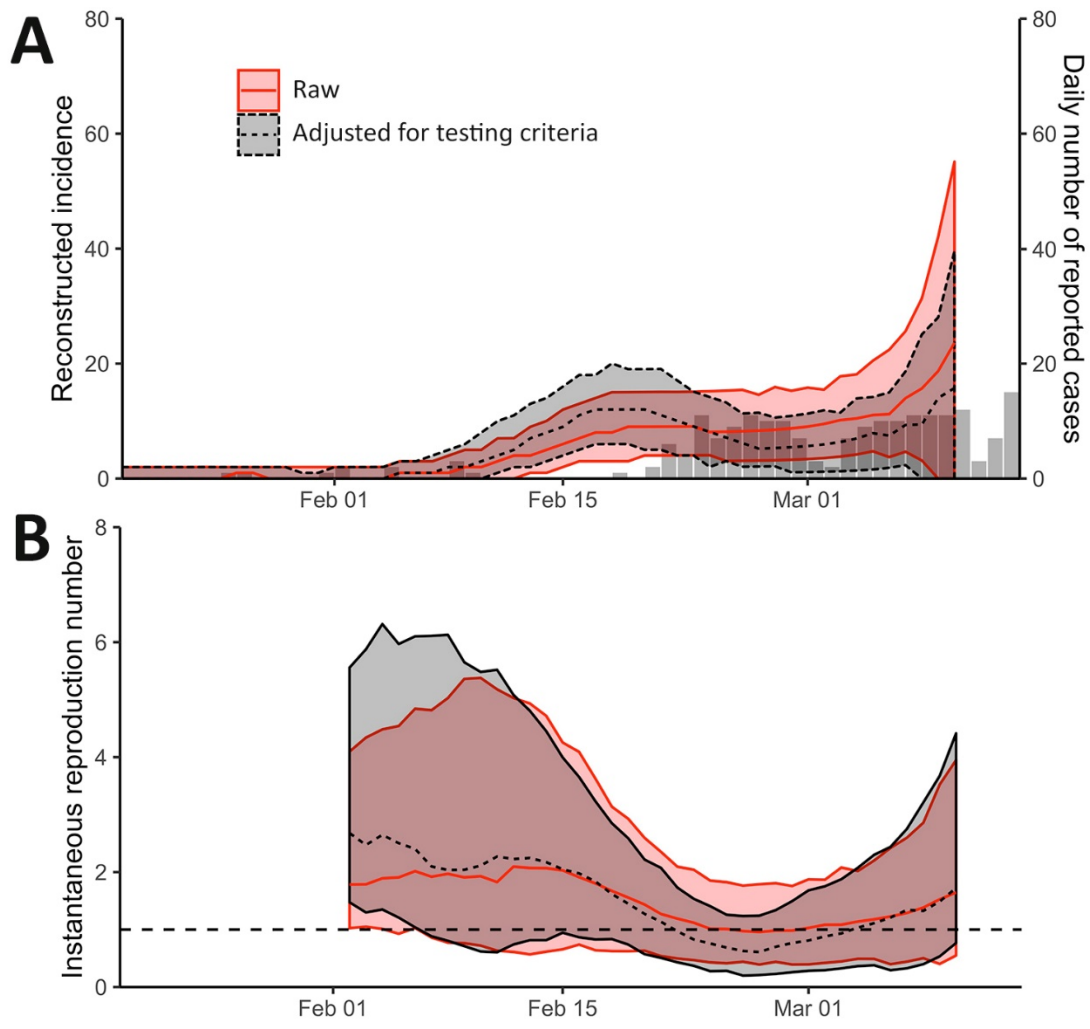 A
80
60
40
20
0
Reconstructed incidence
Raw
Adjusted for testing criteria
80
60
40
20
0
Daily number of reported cases
Feb 01
Feb 15
Mar 01
B
8
6
4
2
0
Instantaneous reproduction number
Feb 01
Feb 15
Mar 01